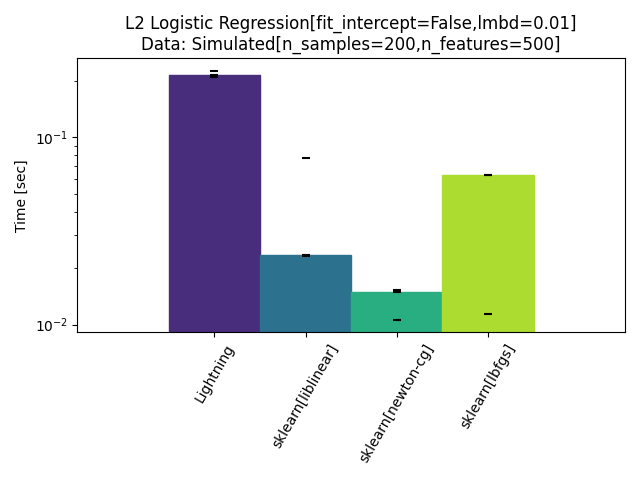 L2 Logistic Regression[fit_intercept=False,lmbd=0.01]
Data: Simulated[n_samples=200,n_features=500]
Time [sec]
10⁻¹
10⁻²
Lightning
sklearn[liblinear]
sklearn[newton-cg]
sklearn[lbfgs]